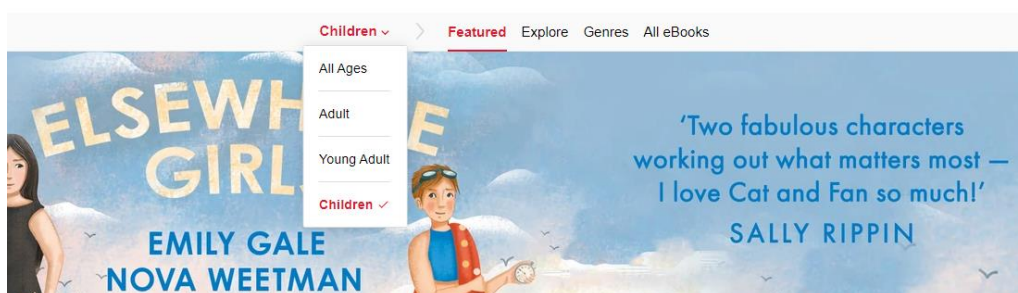 Children Featured Explore Genres All eBooks
All Ages
Adult
Young Adult
Children
GIRL
EMILY GALE
NOVA WEETMAN
‘Two fabulous characters
working out what matters most —
I love Cat and Fan so much!’
SALLY RIPPIN